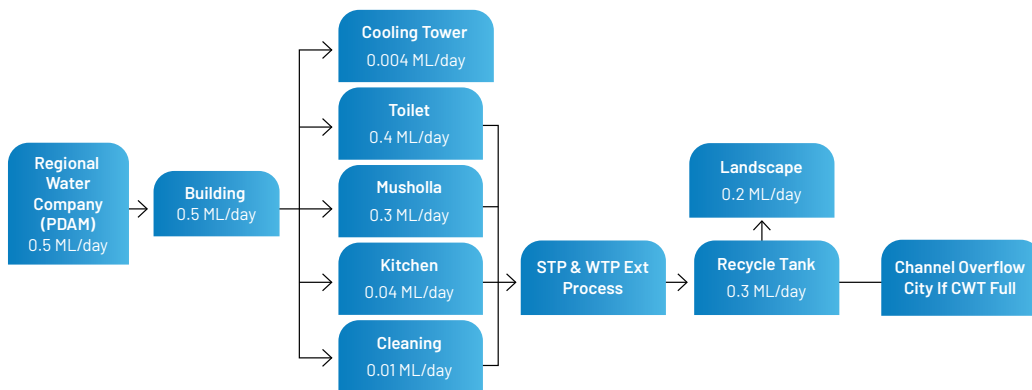 Regional
Water
Company
(PDAM)
0.5 ML/day
Building
0.5 ML/day
Cooling Tower
0.004 ML/day
Toilet
0.4 ML/day
Musholla
0.3 ML/day
Kitchen
0.04 ML/day
Cleaning
0.01 ML/day
STP & WTP Ext
Process
Landscape
0.2 ML/day
Recycle Tank
0.3 ML/day
Channel Overflow
City If CWT Full